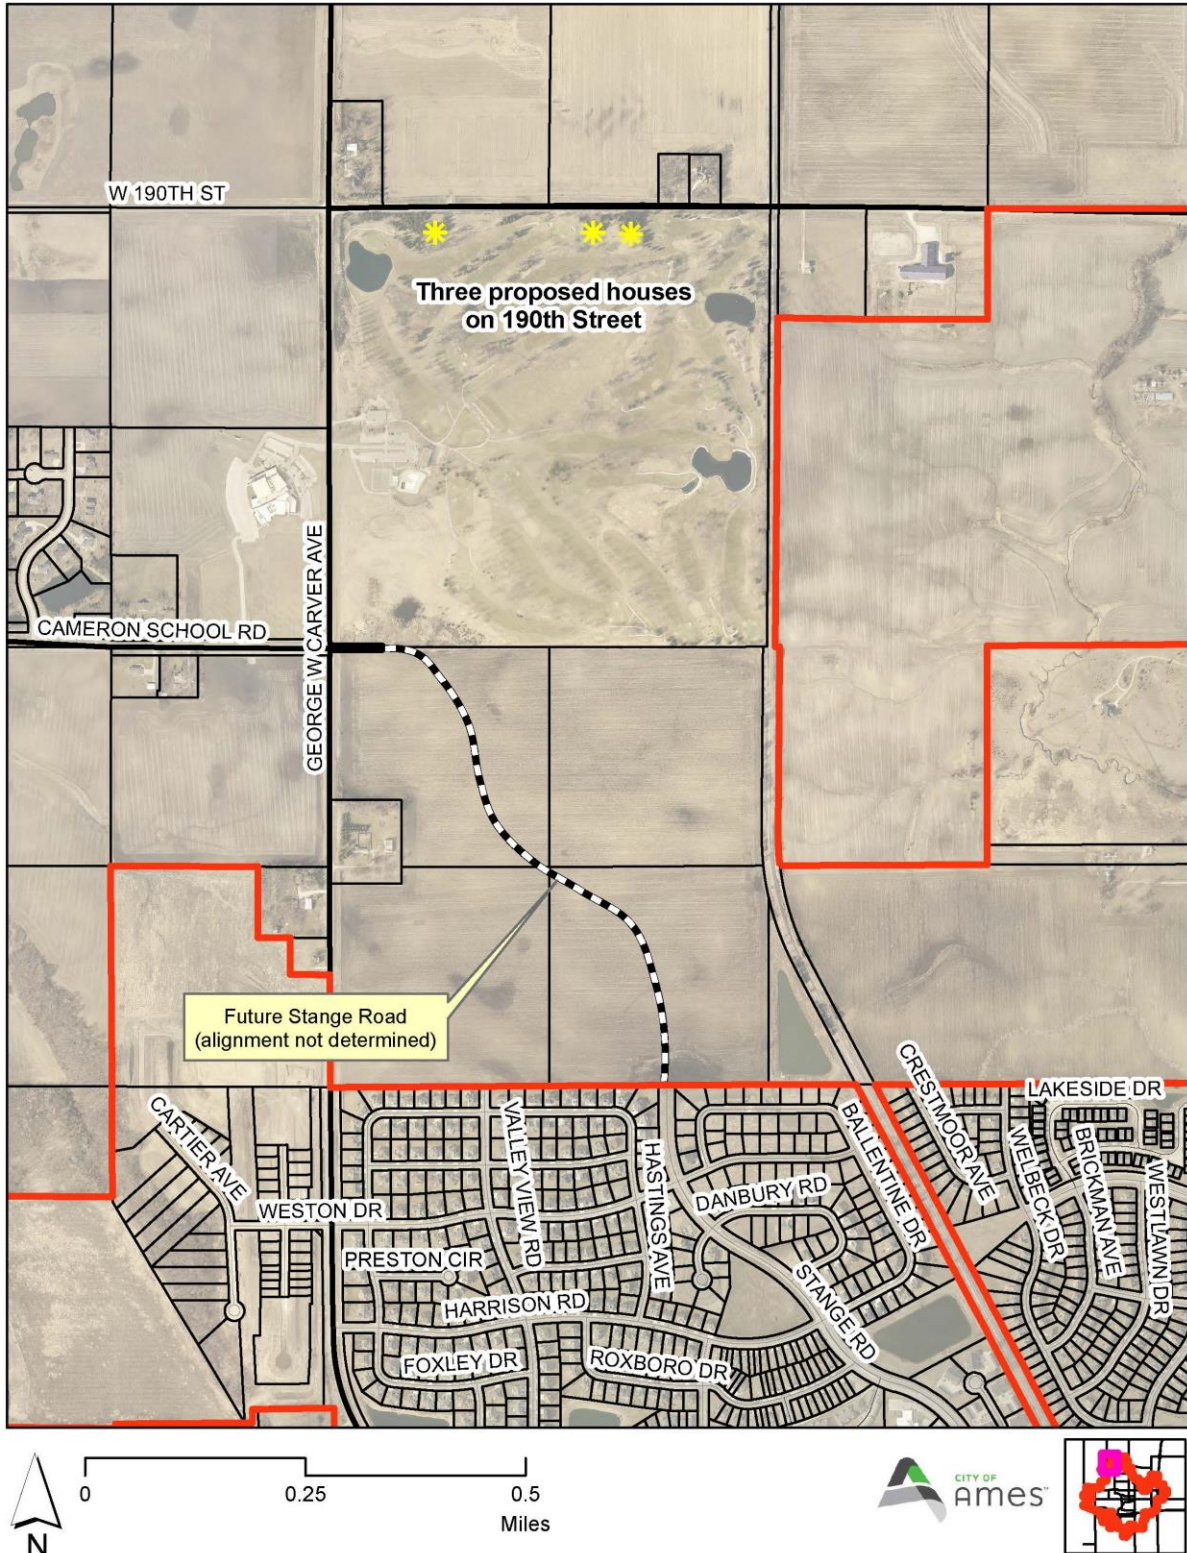 W 190TH ST
Three proposed houses
on 190th Street
GEORGE W CARVER AVE
CAMERON SCHOOL RD
Future Stange Road
(alignment not determined)
CARTIER AVE
WESTON DR
VALLEY VIEW RD
HASTINGS AVE
DANBURY RD
BALLENTINE DR
CRESTMOOR AVE
LAKESIDE DR
WELBECK DR
BRICKMAN AVE
WESTLAWN DR
PRESTON CIR
HARRISON RD
STANGE RD
FOXLEY DR
ROXBORO DR
N
0
0.25
0.5
Miles
CITY OF
AMES™